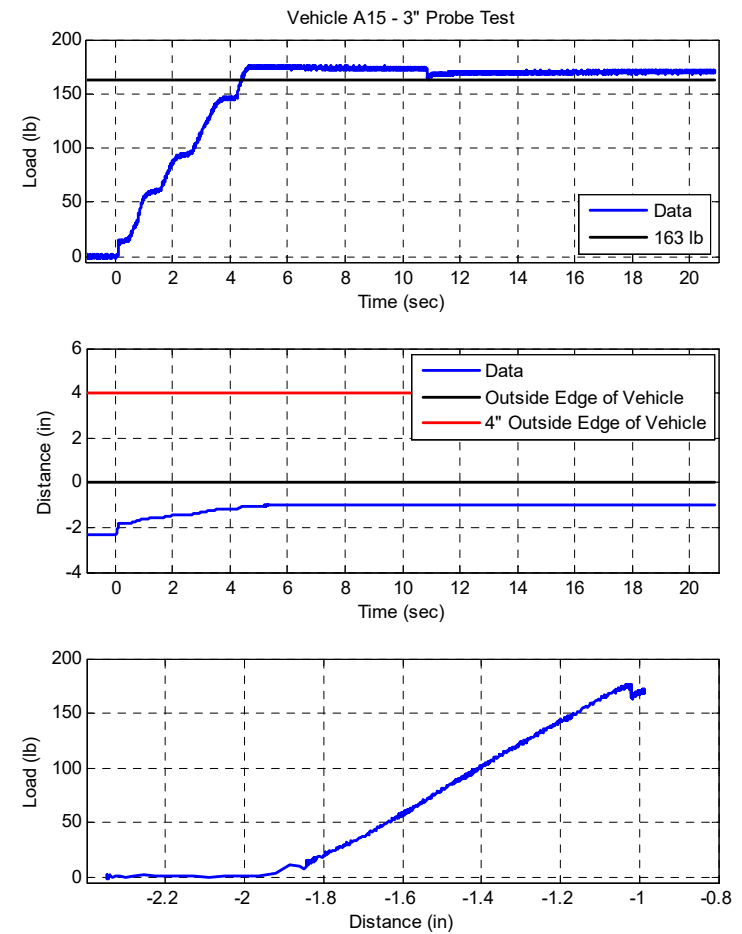 Vehicle A15 - 3" Probe Test
200
150
100
50
0
Load (lb)
Data
163 lb
0 2 4 6 8 10 12 14 16 18 20
Time (sec)
6
4
2
0
-2
-4
Distance (in)
Data
Outside Edge of Vehicle
4" Outside Edge of Vehicle
0 2 4 6 8 10 12 14 16 18 20
Time (sec)
200
150
100
50
0
Load (lb)
-2.2 -2 -1.8 -1.6 -1.4 -1.2 -1 -0.8
Distance (in)